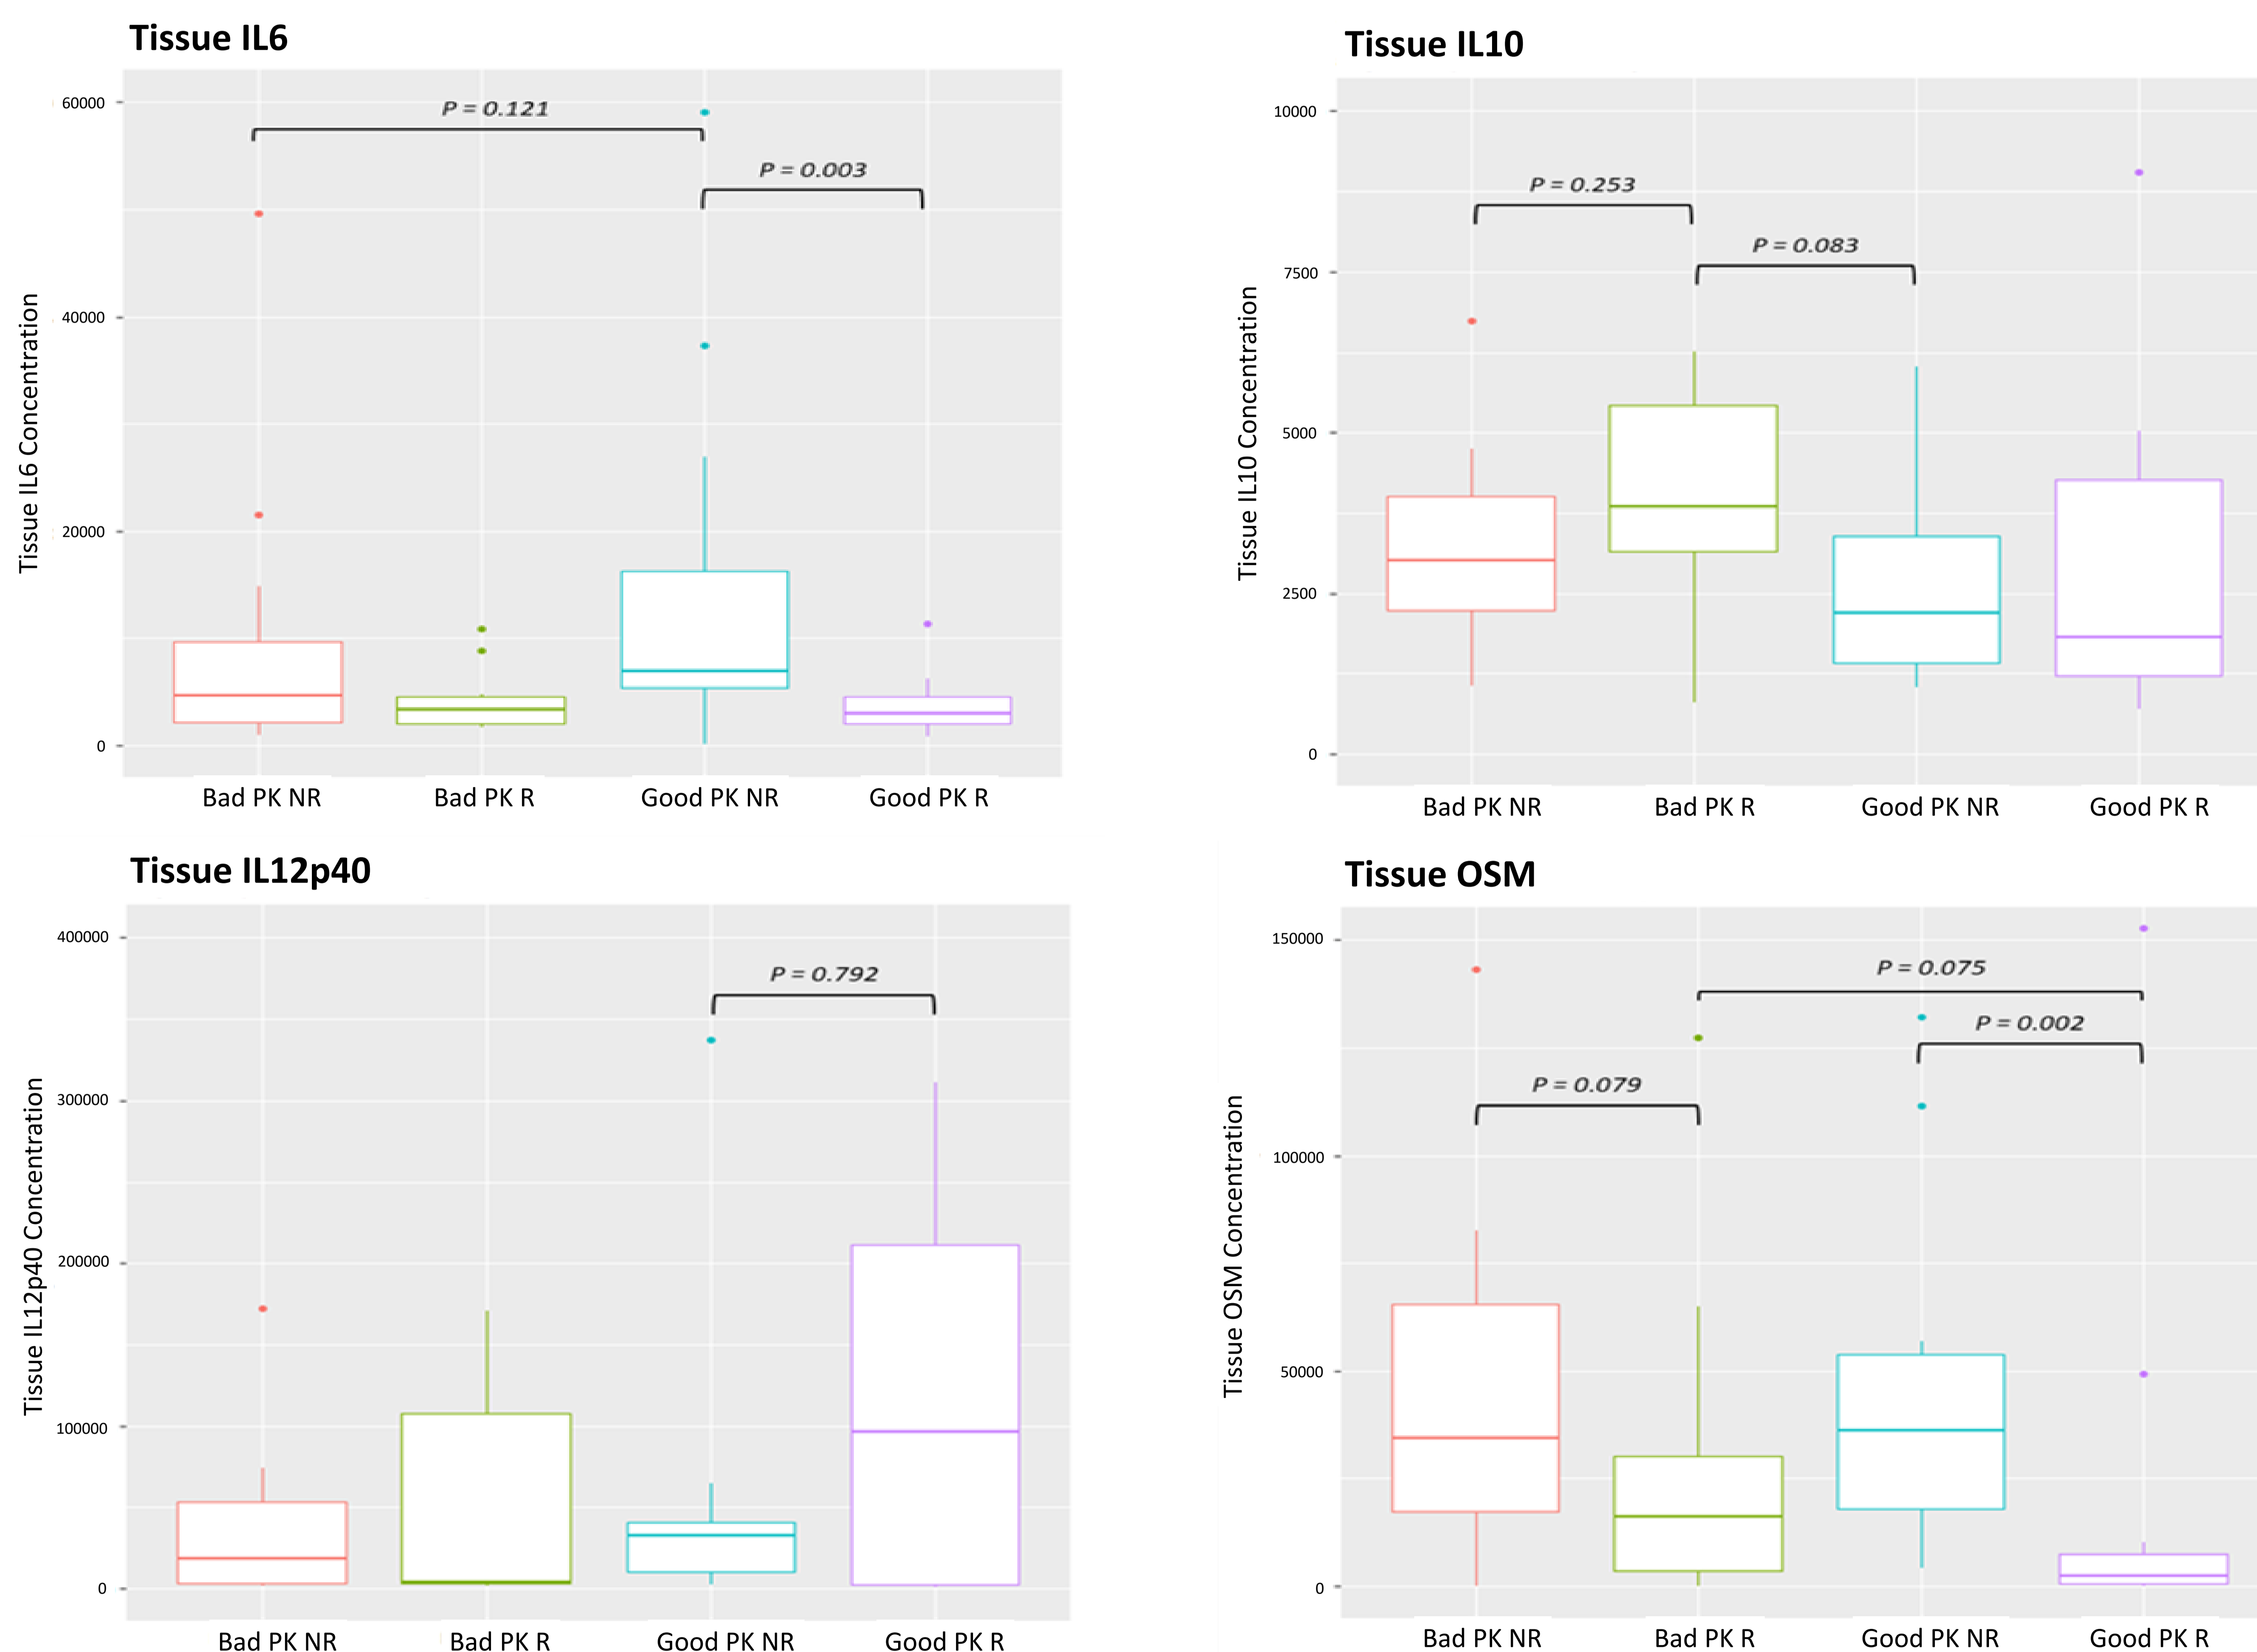 Tissue IL6
Tissue IL6 Concentration
60000
40000
20000
0
P = 0.121
P = 0.003
Bad PK NR
Bad PK R
Good PK NR
Good PK R
Tissue IL10
Tissue IL10 Concentration
10000
7500
5000
2500
0
P = 0.253
P = 0.083
Bad PK NR
Bad PK R
Good PK NR
Good PK R
Tissue IL12p40
Tissue IL12p40 Concentration
400000
300000
200000
100000
0
P = 0.792
Bad PK NR
Bad PK R
Good PK NR
Good PK R
Tissue OSM
Tissue OSM Concentration
150000
100000
50000
0
P = 0.075
P = 0.002
P = 0.079
Bad PK NR
Bad PK R
Good PK NR
Good PK R